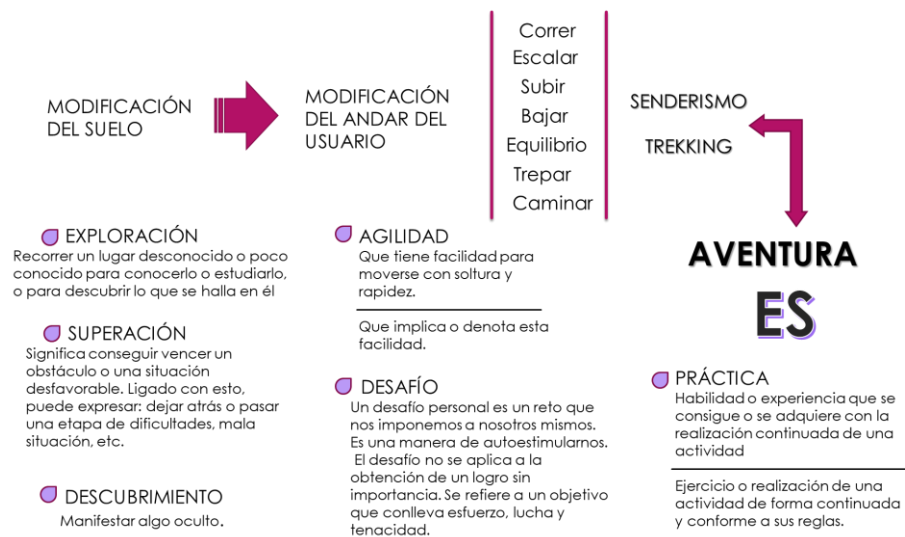 MODIFICACIÓN
DEL SUELO
MODIFICACIÓN
DEL ANDAR DEL
USUARIO
Correr
Escalar
Subir
Bajar
Equilibrio
Trepar
Caminar
SENDERISMO
TREKKING
AVENTURA
ES
EXPLORACIÓN
Recorrer un lugar desconocido o poco
conocido para conocerlo o estudiarlo,
o para descubrir lo que se halla en él
SUPERACIÓN
Significa conseguir vencer un
obstáculo o una situación
desfavorable. Ligado con esto,
puede expresar: dejar atrás o pasar
una etapa de dificultades, mala
situación, etc.
DESCUBRIMIENTO
Manifestar algo oculto.
AGILIDAD
Que tiene facilidad para
moverse con soltura y
rapidez.
Que implica o denota esta
facilidad.
DESAFÍO
Un desafío personal es un reto que
nos imponemos a nosotros mismos.
Es una manera de autoestimularnos.
El desafío no se aplica a la
obtención de un logro sin
importancia. Se refiere a un objetivo
que conlleva esfuerzo, lucha y
tenacidad.
PRÁCTICA
Habilidad o experiencia que se
consigue o se adquiere con la
realización continuada de una
actividad
Ejercicio o realización de una
actividad de forma continuada
y conforme a sus reglas.